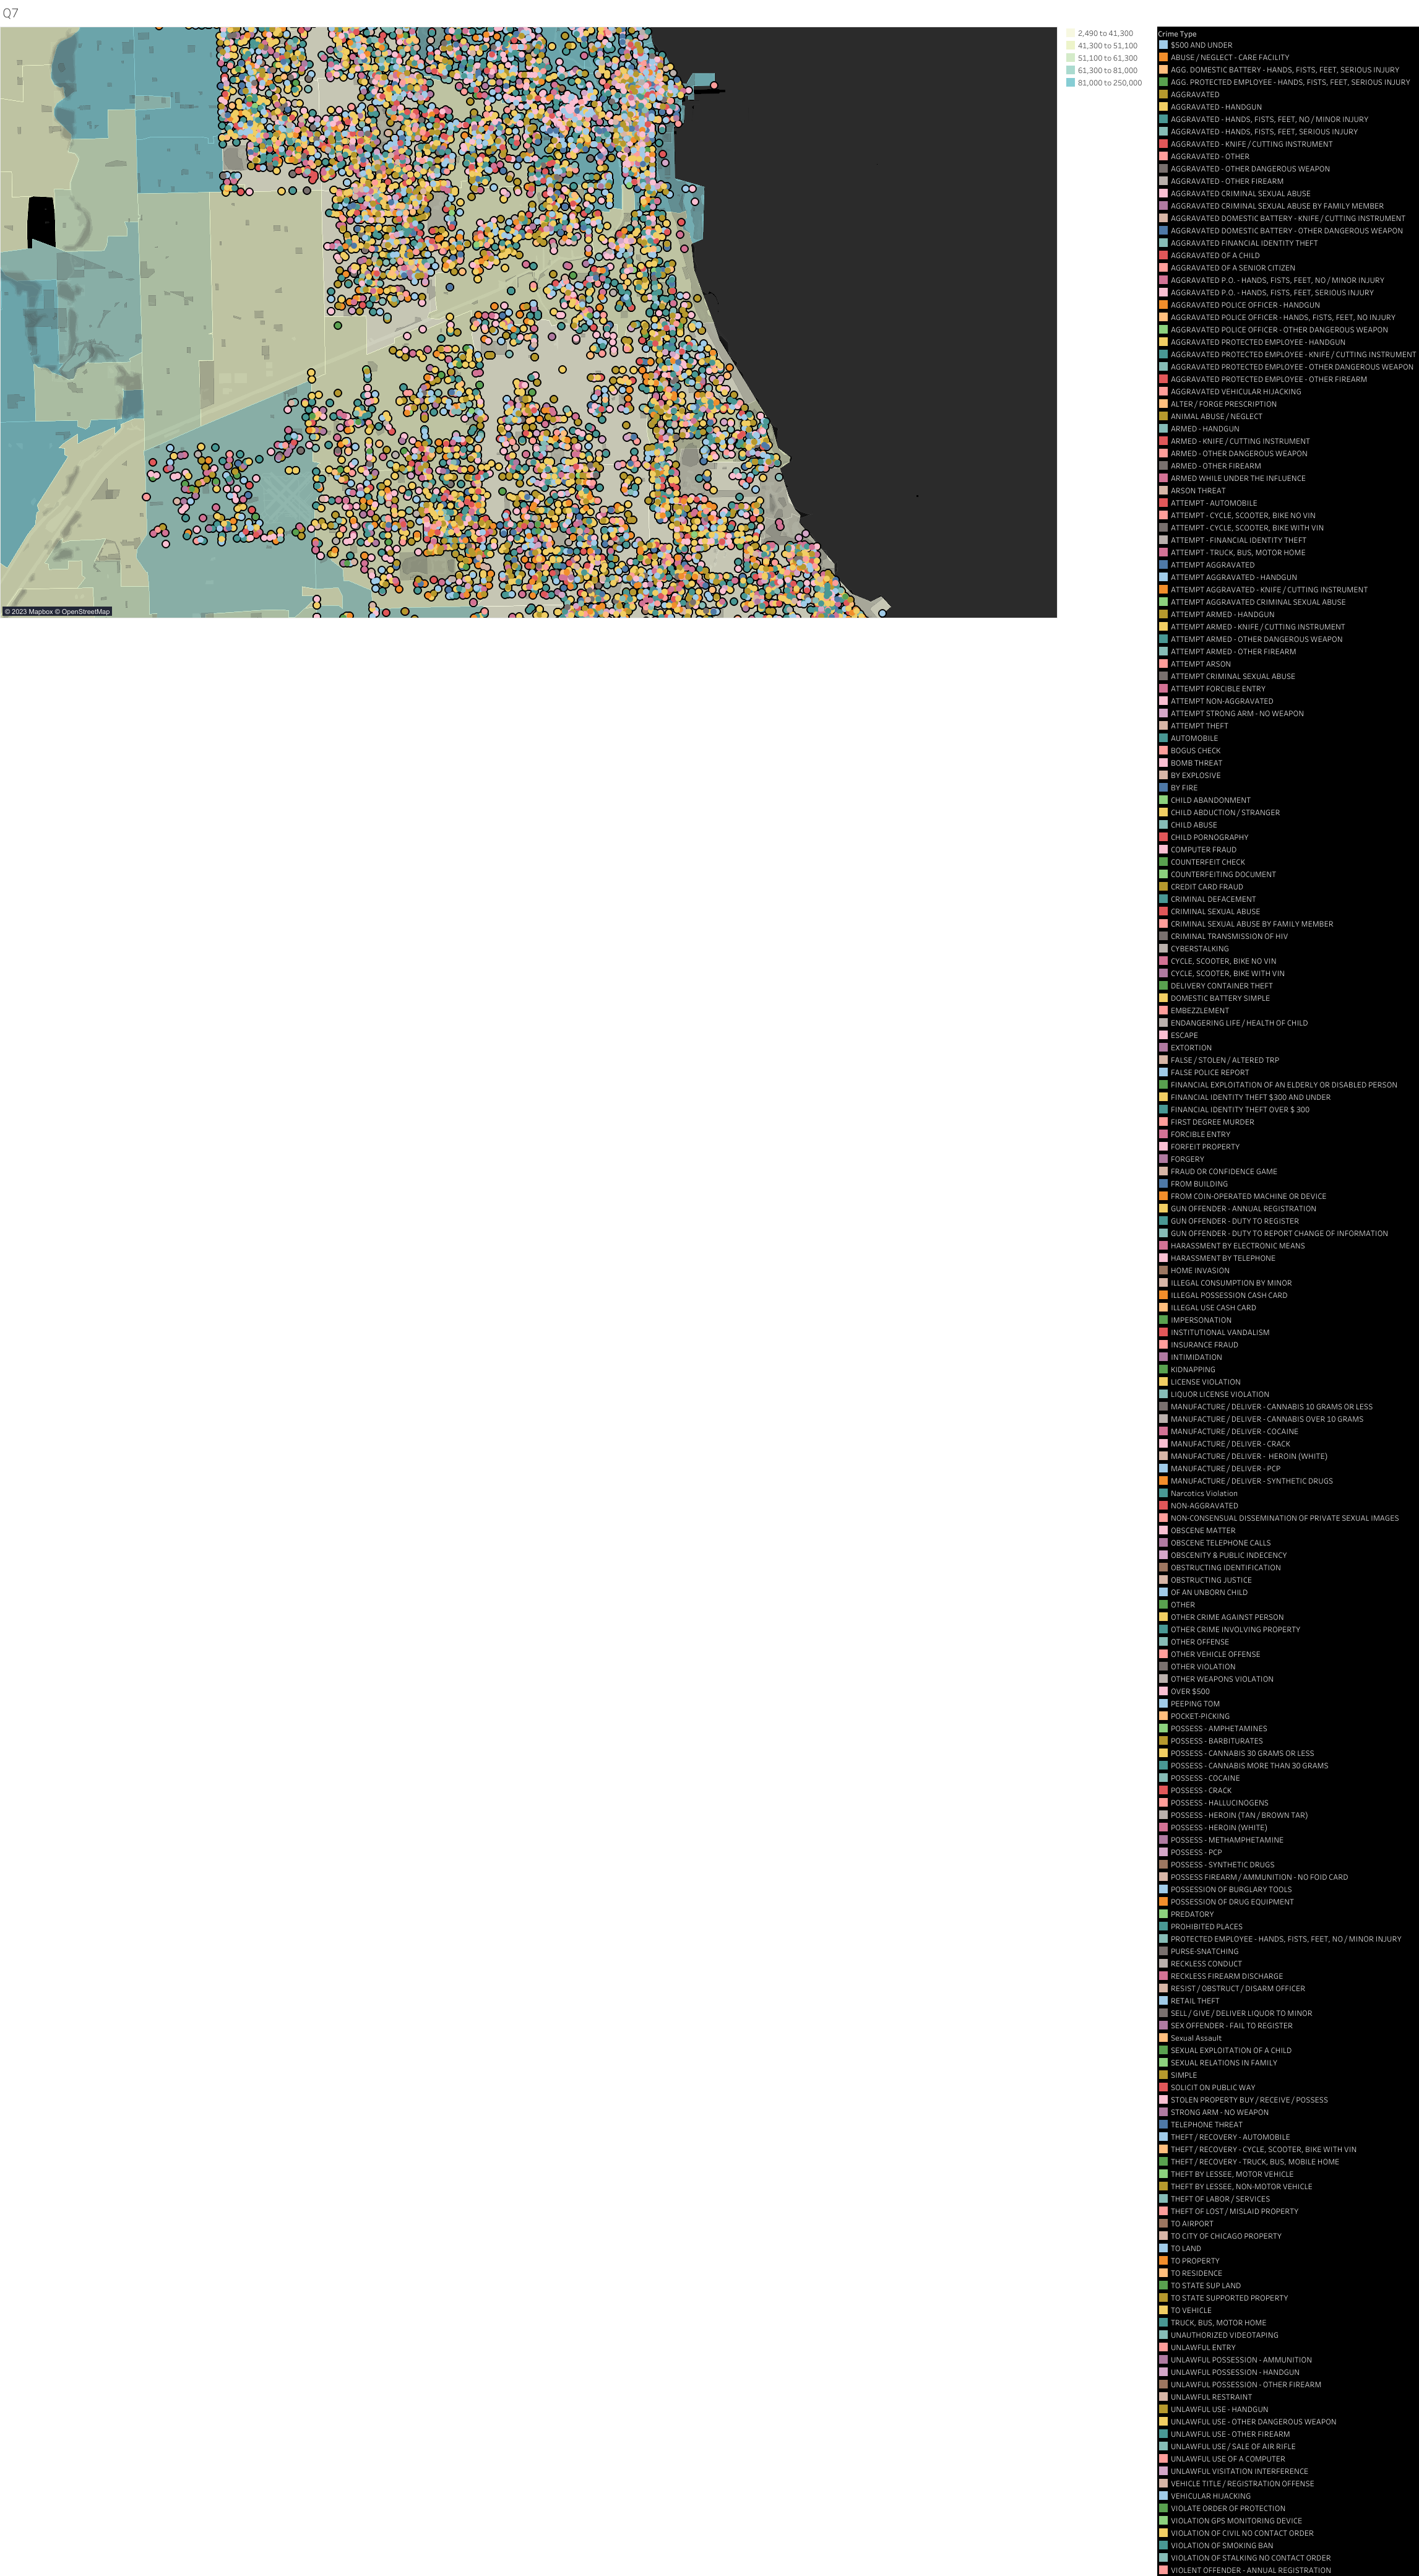 Q7
2,490 to 41,300
41,300 to 51,100
51,100 to 61,300
61,300 to 81,000
81,000 to 250,000
© 2023 Mapbox © OpenStreetMap
Crime Type
$500 AND UNDER
ABUSE / NEGLECT - CARE FACILITY
AGG. DOMESTIC BATTERY - HANDS, FISTS, FEET, SERIOUS INJURY
AGG. PROTECTED EMPLOYEE - HANDS, FISTS, FEET, SERIOUS INJURY
AGGRAVATED
AGGRAVATED - HANDGUN
AGGRAVATED - HANDS, FISTS, FEET, NO / MINOR INJURY
AGGRAVATED - HANDS, FISTS, FEET, SERIOUS INJURY
AGGRAVATED - KNIFE / CUTTING INSTRUMENT
AGGRAVATED - OTHER
AGGRAVATED - OTHER DANGEROUS WEAPON
AGGRAVATED - OTHER FIREARM
AGGRAVATED CRIMINAL SEXUAL ABUSE
AGGRAVATED CRIMINAL SEXUAL ABUSE BY FAMILY MEMBER
AGGRAVATED DOMESTIC BATTERY - KNIFE / CUTTING INSTRUMENT
AGGRAVATED DOMESTIC BATTERY - OTHER DANGEROUS WEAPON
AGGRAVATED FINANCIAL IDENTITY THEFT
AGGRAVATED OF A CHILD
AGGRAVATED OF A SENIOR CITIZEN
AGGRAVATED P.O. - HANDS, FISTS, FEET, NO / MINOR INJURY
AGGRAVATED P.O. - HANDS, FISTS, FEET, SERIOUS INJURY
AGGRAVATED POLICE OFFICER - HANDGUN
AGGRAVATED POLICE OFFICER - HANDS, FISTS, FEET, NO INJURY
AGGRAVATED POLICE OFFICER - OTHER DANGEROUS WEAPON
AGGRAVATED PROTECTED EMPLOYEE - HANDGUN
AGGRAVATED PROTECTED EMPLOYEE - KNIFE / CUTTING INSTRUMENT
AGGRAVATED PROTECTED EMPLOYEE - OTHER DANGEROUS WEAPON
AGGRAVATED PROTECTED EMPLOYEE - OTHER FIREARM
AGGRAVATED VEHICULAR HIJACKING
ALTER / FORGE PRESCRIPTION
ANIMAL ABUSE / NEGLECT
ARMED - HANDGUN
ARMED - KNIFE / CUTTING INSTRUMENT
ARMED - OTHER DANGEROUS WEAPON
ARMED - OTHER FIREARM
ARMED WHILE UNDER THE INFLUENCE
ARSON THREAT
ATTEMPT - AUTOMOBILE
ATTEMPT - CYCLE, SCOOTER, BIKE NO VIN
ATTEMPT - CYCLE, SCOOTER, BIKE WITH VIN
ATTEMPT - FINANCIAL IDENTITY THEFT
ATTEMPT - TRUCK, BUS, MOTOR HOME
ATTEMPT AGGRAVATED
ATTEMPT AGGRAVATED - HANDGUN
ATTEMPT AGGRAVATED - KNIFE / CUTTING INSTRUMENT
ATTEMPT AGGRAVATED CRIMINAL SEXUAL ABUSE
ATTEMPT ARMED - HANDGUN
ATTEMPT ARMED - KNIFE / CUTTING INSTRUMENT
ATTEMPT ARMED - OTHER DANGEROUS WEAPON
ATTEMPT ARMED - OTHER FIREARM
ATTEMPT ARSON
ATTEMPT CRIMINAL SEXUAL ABUSE
ATTEMPT FORCIBLE ENTRY
ATTEMPT NON-AGGRAVATED
ATTEMPT STRONG ARM - NO WEAPON
ATTEMPT THEFT
AUTOMOBILE
BOGUS CHECK
BOMB THREAT
BY EXPLOSIVE
BY FIRE
CHILD ABANDONMENT
CHILD ABDUCTION / STRANGER
CHILD ABUSE
CHILD PORNOGRAPHY
COMPUTER FRAUD
COUNTERFEIT CHECK
COUNTERFEITING DOCUMENT
CREDIT CARD FRAUD
CRIMINAL DEFACEMENT
CRIMINAL SEXUAL ABUSE
CRIMINAL SEXUAL ABUSE BY FAMILY MEMBER
CRIMINAL TRANSMISSION OF HIV
CYBERSTALKING
CYCLE, SCOOTER, BIKE NO VIN
CYCLE, SCOOTER, BIKE WITH VIN
DELIVERY CONTAINER THEFT
DOMESTIC BATTERY SIMPLE
EMBEZZLEMENT
ENDANGERING LIFE / HEALTH OF CHILD
ESCAPE
EXTORTION
FALSE / STOLEN / ALTERED TRP
FALSE POLICE REPORT
FINANCIAL EXPLOITATION OF AN ELDERLY OR DISABLED PERSON
FINANCIAL IDENTITY THEFT $300 AND UNDER
FINANCIAL IDENTITY THEFT OVER $ 300
FIRST DEGREE MURDER
FORCIBLE ENTRY
FORFEIT PROPERTY
FORGERY
FRAUD OR CONFIDENCE GAME
FROM BUILDING
FROM COIN-OPERATED MACHINE OR DEVICE
GUN OFFENDER - ANNUAL REGISTRATION
GUN OFFENDER - DUTY TO REGISTER
GUN OFFENDER - DUTY TO REPORT CHANGE OF INFORMATION
HARASSMENT BY ELECTRONIC MEANS
HARASSMENT BY TELEPHONE
HOME INVASION
ILLEGAL CONSUMPTION BY MINOR
ILLEGAL POSSESSION CASH CARD
ILLEGAL USE CASH CARD
IMPERSONATION
INSTITUTIONAL VANDALISM
INSURANCE FRAUD
INTIMIDATION
KIDNAPPING
LICENSE VIOLATION
LIQUOR LICENSE VIOLATION
MANUFACTURE / DELIVER - CANNABIS 10 GRAMS OR LESS
MANUFACTURE / DELIVER - CANNABIS OVER 10 GRAMS
MANUFACTURE / DELIVER - COCAINE
MANUFACTURE / DELIVER - CRACK
MANUFACTURE / DELIVER - HEROIN (WHITE)
MANUFACTURE / DELIVER - PCP
MANUFACTURE / DELIVER - SYNTHETIC DRUGS
Narcotics Violation
NON-AGGRAVATED
NON-CONSENSUAL DISSEMINATION OF PRIVATE SEXUAL IMAGES
OBSCENE MATTER
OBSCENE TELEPHONE CALLS
OBSCENITY & PUBLIC INDECENCY
OBSTRUCTING IDENTIFICATION
OBSTRUCTING JUSTICE
OF AN UNBORN CHILD
OTHER
OTHER CRIME AGAINST PERSON
OTHER CRIME INVOLVING PROPERTY
OTHER OFFENSE
OTHER VEHICLE OFFENSE
OTHER VIOLATION
OTHER WEAPONS VIOLATION
OVER $500
PEEPING TOM
POCKET-PICKING
POSSESS - AMPHETAMINES
POSSESS - BARBITURATES
POSSESS - CANNABIS 30 GRAMS OR LESS
POSSESS - CANNABIS MORE THAN 30 GRAMS
POSSESS - COCAINE
POSSESS - CRACK
POSSESS - HALLUCINOGENS
POSSESS - HEROIN (TAN / BROWN TAR)
POSSESS - HEROIN (WHITE)
POSSESS - METHAMPHETAMINE
POSSESS - PCP
POSSESS - SYNTHETIC DRUGS
POSSESS FIREARM / AMMUNITION - NO FOID CARD
POSSESSION OF BURGLARY TOOLS
POSSESSION OF DRUG EQUIPMENT
PREDATORY
PROHIBITED PLACES
PROTECTED EMPLOYEE - HANDS, FISTS, FEET, NO / MINOR INJURY
PURSE-SNATCHING
RECKLESS CONDUCT
RECKLESS FIREARM DISCHARGE
RESIST / OBSTRUCT / DISARM OFFICER
RETAIL THEFT
SELL / GIVE / DELIVER LIQUOR TO MINOR
SEX OFFENDER - FAIL TO REGISTER
Sexual Assault
SEXUAL EXPLOITATION OF A CHILD
SEXUAL RELATIONS IN FAMILY
SIMPLE
SOLICIT ON PUBLIC WAY
STOLEN PROPERTY BUY / RECEIVE / POSSESS
STRONG ARM - NO WEAPON
TELEPHONE THREAT
THEFT / RECOVERY - AUTOMOBILE
THEFT / RECOVERY - CYCLE, SCOOTER, BIKE WITH VIN
THEFT / RECOVERY - TRUCK, BUS, MOBILE HOME
THEFT BY LESSEE, MOTOR VEHICLE
THEFT BY LESSEE, NON-MOTOR VEHICLE
THEFT OF LABOR / SERVICES
THEFT OF LOST / MISLAID PROPERTY
TO AIRPORT
TO CITY OF CHICAGO PROPERTY
TO LAND
TO PROPERTY
TO RESIDENCE
TO STATE SUP LAND
TO STATE SUPPORTED PROPERTY
TO VEHICLE
TRUCK, BUS, MOTOR HOME
UNAUTHORIZED VIDEOTAPING
UNLAWFUL ENTRY
UNLAWFUL POSSESSION - AMMUNITION
UNLAWFUL POSSESSION - HANDGUN
UNLAWFUL POSSESSION - OTHER FIREARM
UNLAWFUL RESTRAINT
UNLAWFUL USE - HANDGUN
UNLAWFUL USE - OTHER DANGEROUS WEAPON
UNLAWFUL USE - OTHER FIREARM
UNLAWFUL USE / SALE OF AIR RIFLE
UNLAWFUL USE OF A COMPUTER
UNLAWFUL VISITATION INTERFERENCE
VEHICLE TITLE / REGISTRATION OFFENSE
VEHICULAR HIJACKING
VIOLATE ORDER OF PROTECTION
VIOLATION GPS MONITORING DEVICE
VIOLATION OF CIVIL NO CONTACT ORDER
VIOLATION OF SMOKING BAN
VIOLATION OF STALKING NO CONTACT ORDER
VIOLENT OFFENDER - ANNUAL REGISTRATION